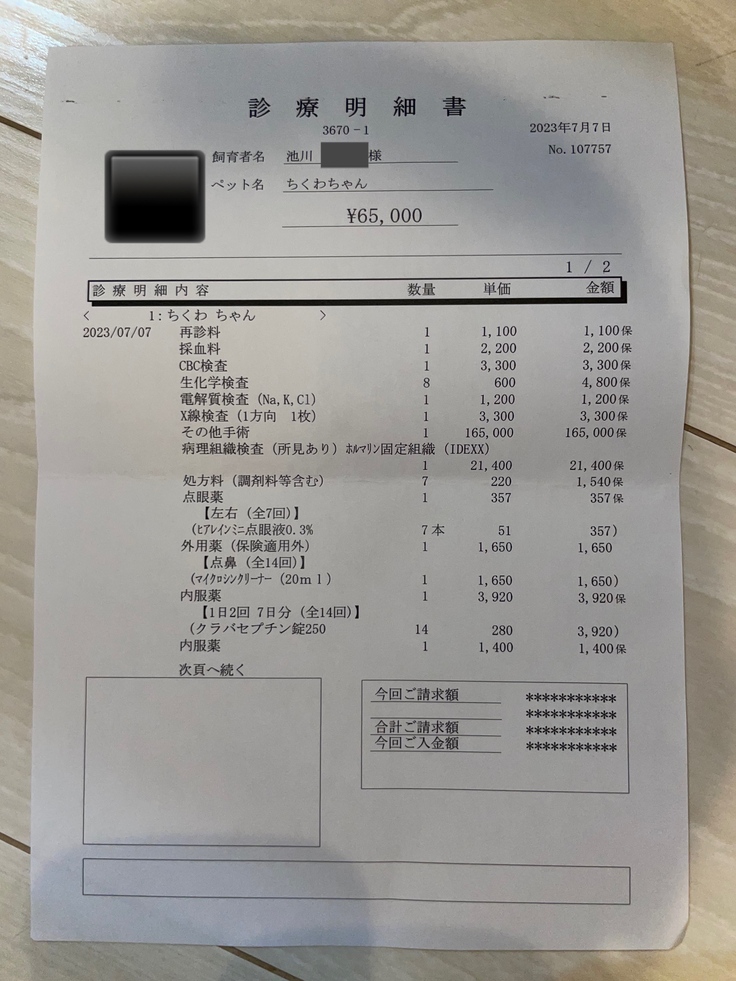 診療明細書
3670-1
2023年7月7日
No. 107757
飼育者名 池川 様
ペット名 ちくわちゃん
¥65,000
1 / 2
診療明細内容 数量 単価 金額
< 1:ちくわ ちゃん >
2023/07/07 再診料 1 1,100 1,100保
採血料 1 2,200 2,200保
CBC検査 1 3,300 3,300保
生化学検査 8 600 4,800保
電解質検査 (Na,K,Cl) 1 1,200 1,200保
X線検査 (1方向 1枚) 1 3,300 3,300保
その他手術 1 165,000 165,000保
病理組織検査 (所見あり) ﾎﾙﾏﾘﾝ固定組織 (IDEXX)
1 21,400 21,400保
処方料 (調剤料等含む) 7 220 1,540保
点眼薬 1 357 357保
【左右 (全7回)】
(ﾋｱﾚｲﾝﾐﾆ点眼液0.3% 7本 51 357)
外用薬 (保険適用外) 1 1,650 1,650
【点鼻 (全14回)】
(ﾏｲｸﾛｼﾝｸﾘｰﾅｰ (20ml) 1 1,650 1,650)
内服薬 1 3,920 3,920保
【1日2回 7日分 (全14回)】
(クラバセプチン錠250 14 280 3,920)
内服薬 1 1,400 1,400保
次頁へ続く
今回ご請求額 ***********
***********
合計ご請求額 ***********
今回ご入金額 ***********